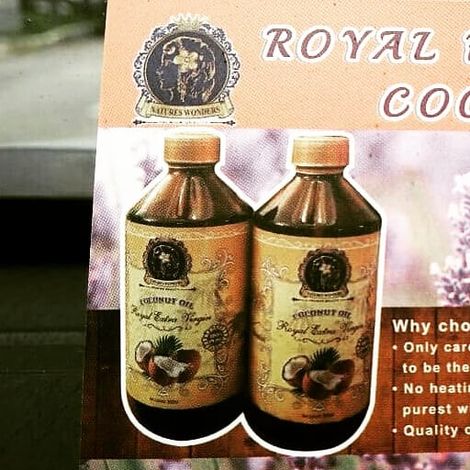 ROYAL
COC
NATURES WONDERS
COCONUT OIL
Royal Extra Virgin
COCONUT OIL
Royal Extra Virgin
Why cho
• Only car
to be the
• No heatin
purest w
• Quality